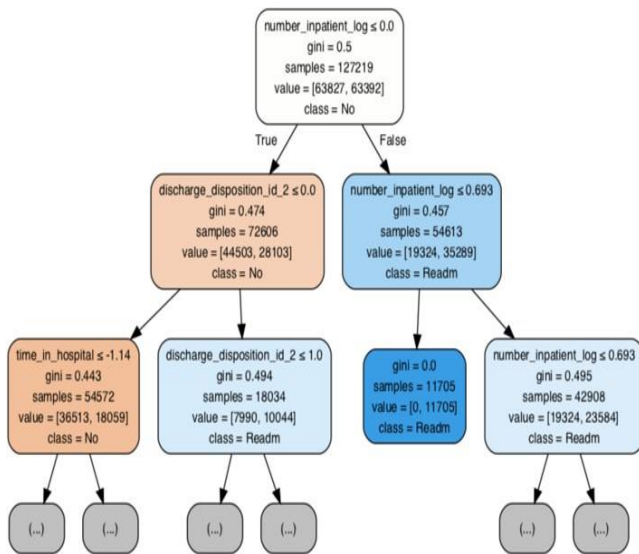 number_inpatient_log ≤ 0.0
gini = 0.5
samples = 127219
value = [63827, 63392]
class = No
True
False
discharge_disposition_id_2 ≤ 0.0
gini = 0.474
samples = 72606
value = [44503, 28103]
class = No
number_inpatient_log ≤ 0.693
gini = 0.457
samples = 54613
value = [19324, 35289]
class = Readm
time_in_hospital ≤ -1.14
gini = 0.443
samples = 54572
value = [36513, 18059]
class = No
discharge_disposition_id_2 ≤ 1.0
gini = 0.494
samples = 18034
value = [7990, 10044]
class = Readm
gini = 0.0
samples = 11705
value = [0, 11705]
class = Readm
number_inpatient_log ≤ 0.693
gini = 0.495
samples = 42908
value = [19324, 23584]
class = Readm
(...)
(...)
(...)
(...)
(...)
(...)